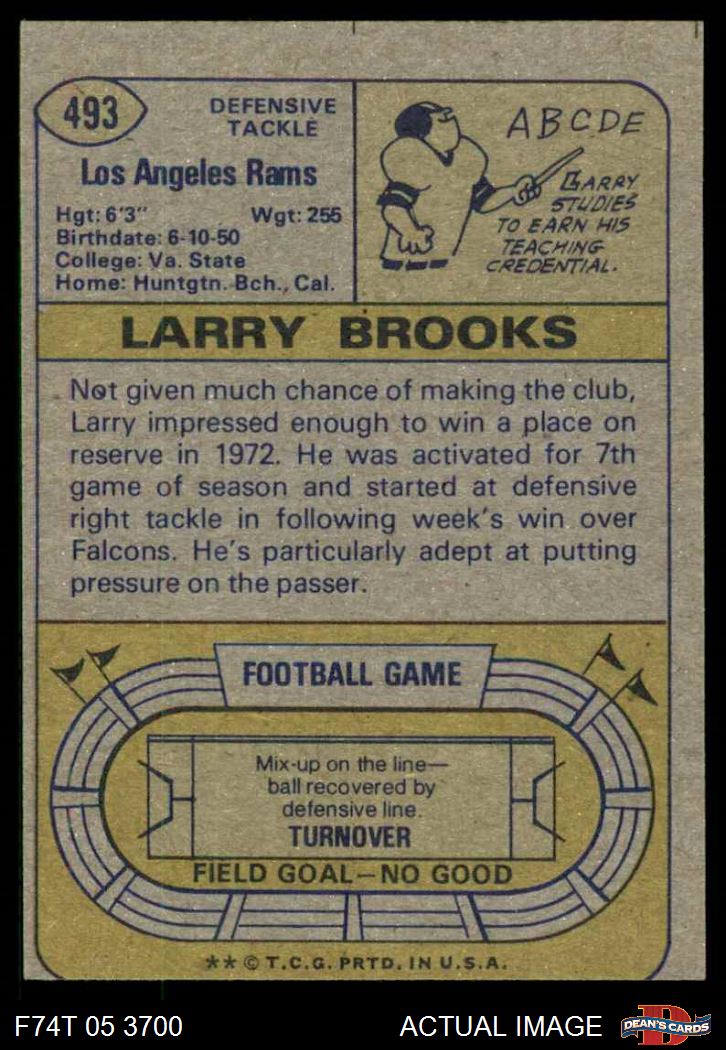 493
DEFENSIVE
TACKLE
Los Angeles Rams
Hgt: 6'3" Wgt: 255
Birthdate: 6-10-50
College: Va. State
Home: Huntgtn. Bch., Cal.
ABCDE
LARRY
STUDIES
TO EARN HIS
TEACHING
CREDENTIAL.
LARRY BROOKS
Not given much chance of making the club,
Larry impressed enough to win a place on
reserve in 1972. He was activated for 7th
game of season and started at defensive
right tackle in following week's win over
Falcons. He's particularly adept at putting
pressure on the passer.
FOOTBALL GAME
Mix-up on the line—
ball recovered by
defensive line.
TURNOVER
FIELD GOAL—NO GOOD
** © T.C.G. PRTD. IN U.S.A.
F74T 05 3700 ACTUAL IMAGE
D
DEAN'S CARDS